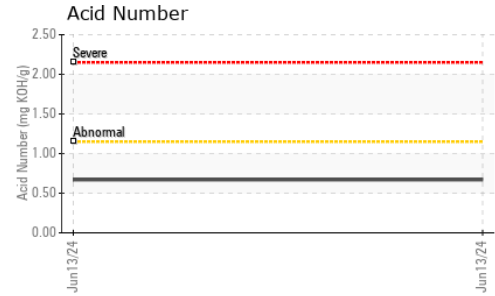 Acid Number
Acid Number (mg KOH/g)
2.50
2.00
1.50
1.00
0.50
0.00
Severe
Abnormal
Jun13/24
Jun13/24